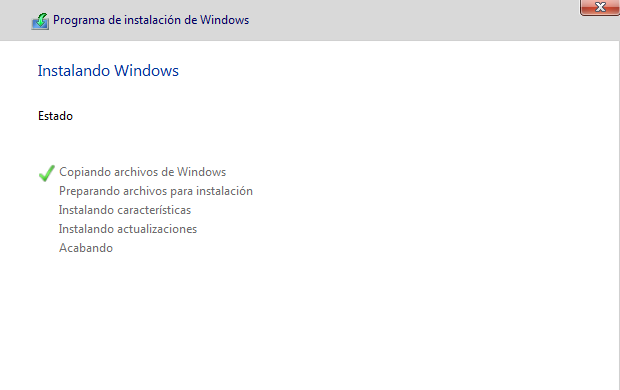 Programa de instalación de Windows
Instalando Windows
Estado
Copiando archivos de Windows
Preparando archivos para instalación
Instalando características
Instalando actualizaciones
Acabando